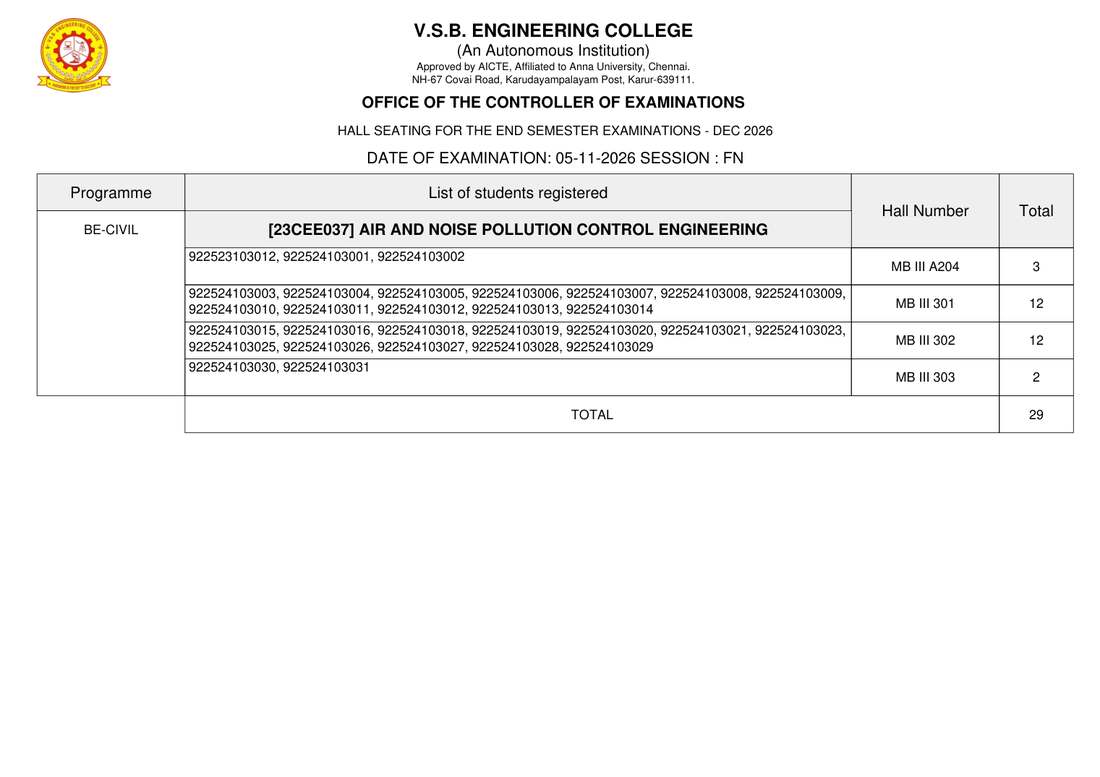 V.S.B. ENGINEERING COLLEGE
(An Autonomous Institution)
Approved by AICTE, Affiliated to Anna University, Chennai.
NH-67 Covai Road, Karudayampalayam Post, Karur-639111.
OFFICE OF THE CONTROLLER OF EXAMINATIONS
HALL SEATING FOR THE END SEMESTER EXAMINATIONS - DEC 2026
DATE OF EXAMINATION: 05-11-2026 SESSION : FN
Programme
List of students registered
Hall Number
Total
BE-CIVIL
[23CEE037] AIR AND NOISE POLLUTION CONTROL ENGINEERING
922523103012, 922524103001, 922524103002
MB III A204
3
922524103003, 922524103004, 922524103005, 922524103006, 922524103007, 922524103008, 922524103009,
922524103010, 922524103011, 922524103012, 922524103013, 922524103014
MB III 301
12
922524103015, 922524103016, 922524103018, 922524103019, 922524103020, 922524103021, 922524103023,
922524103025, 922524103026, 922524103027, 922524103028, 922524103029
MB III 302
12
922524103030, 922524103031
MB III 303
2
TOTAL
29